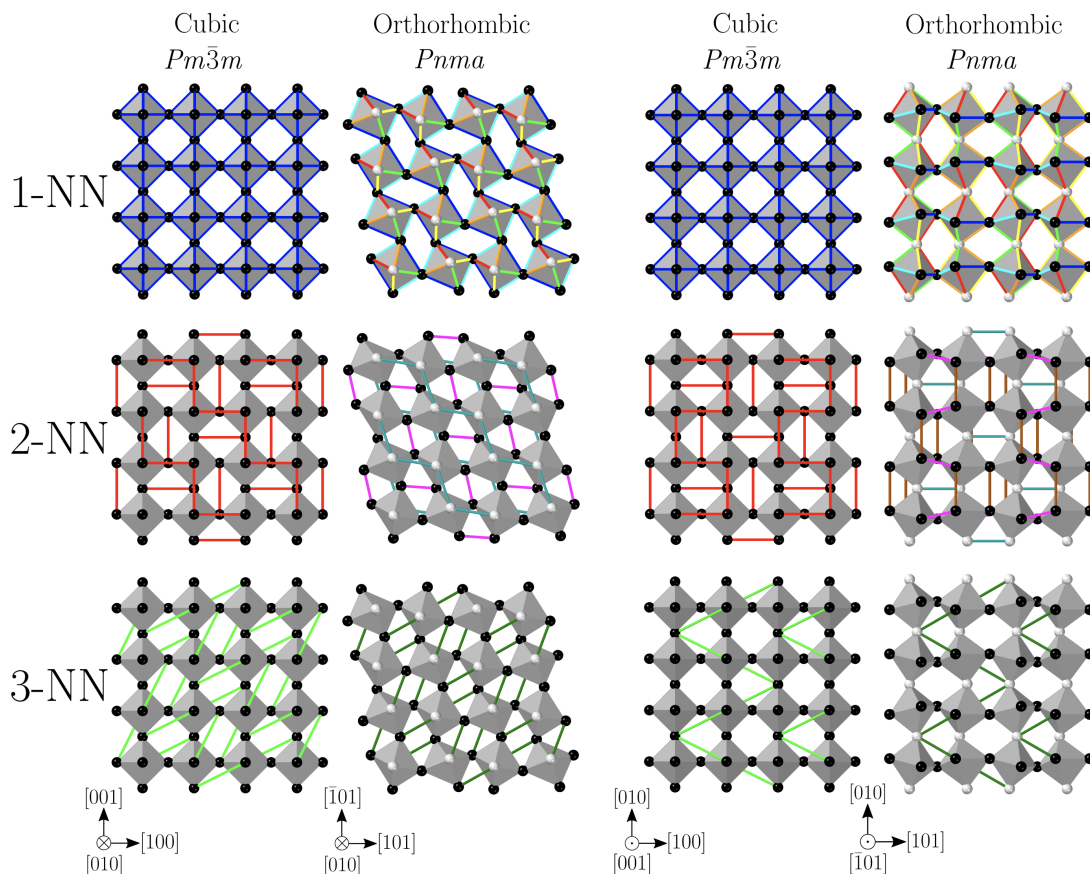 Cubic Orthorhombic Cubic Orthorhombic
Pm3̄m Pnma Pm3̄m Pnma
1-NN
2-NN
3-NN
[001] [1̄01] [010] [010]
[100] [101] [100] [101]
[010] [010] [001] [1̄01]